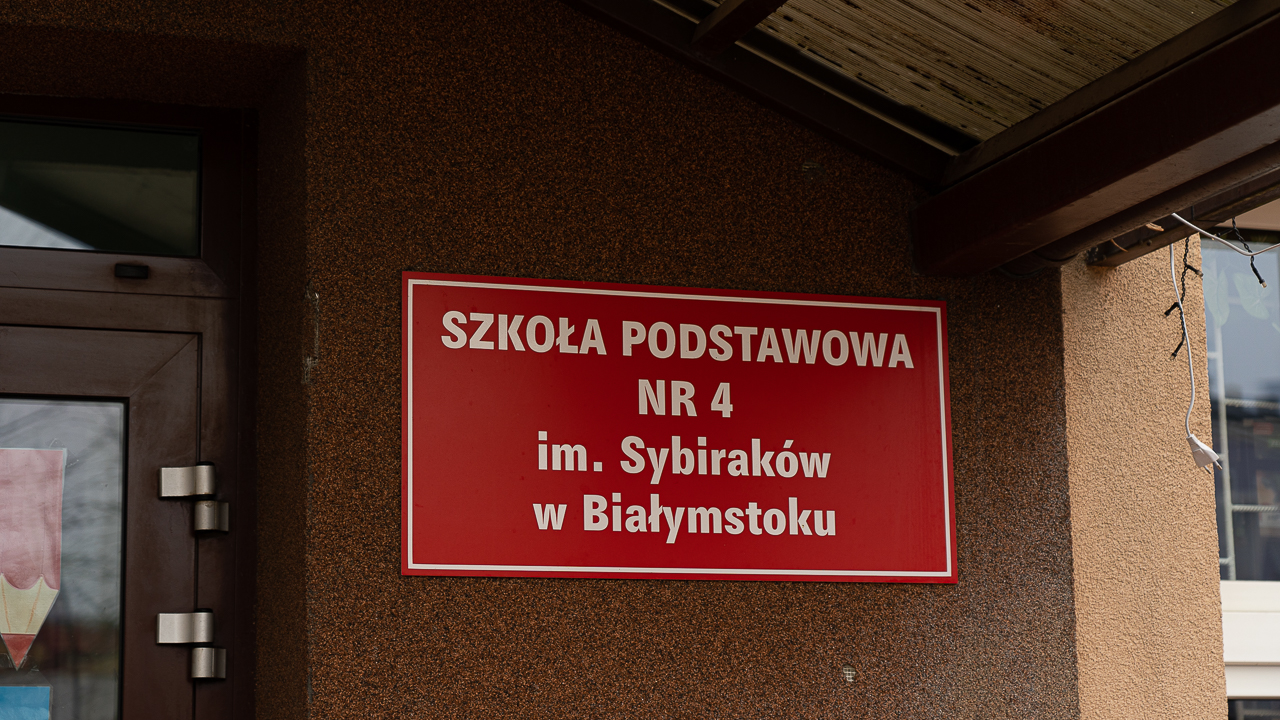 SZKOŁA PODSTAWOWA
NR 4
im. Sybiraków
w Białymstoku